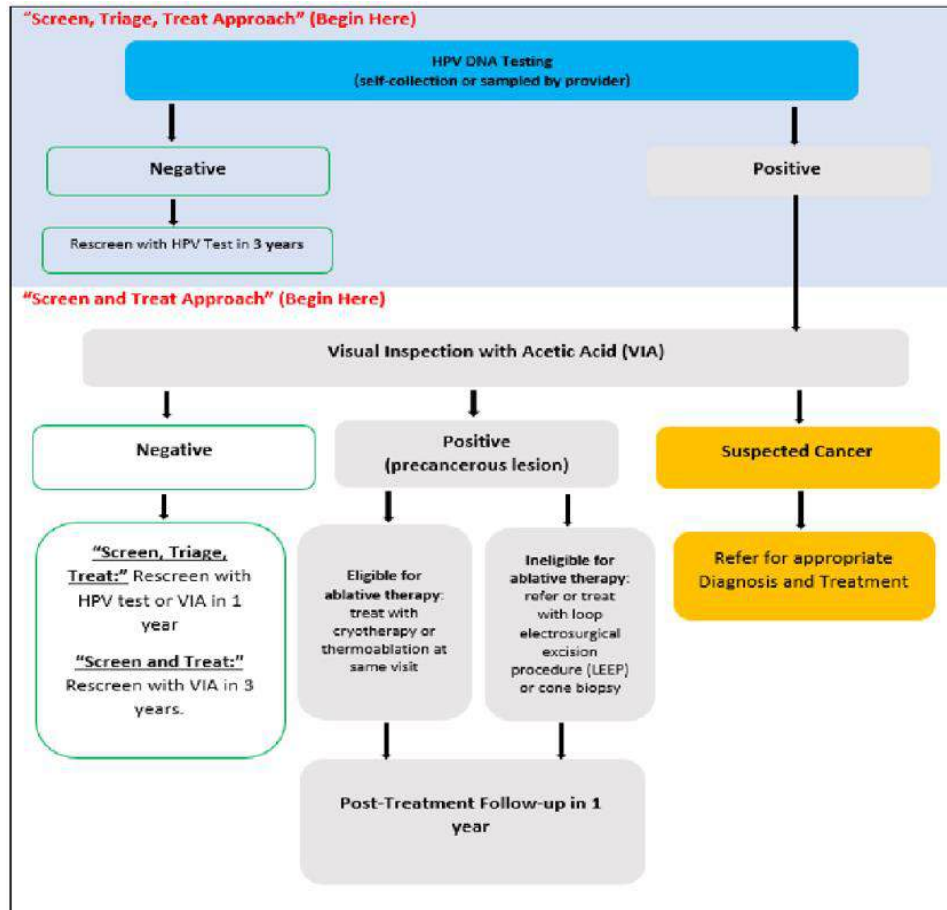 “Screen, Triage, Treat Approach” (Begin Here)
HPV DNA Testing
(self-collection or sampled by provider)
Negative
Positive
Rescreen with HPV Test in 3 years
“Screen and Treat Approach” (Begin Here)
Visual Inspection with Acetic Acid (VIA)
Negative
Positive
(precancerous lesion)
Suspected Cancer
“Screen, Triage,
Treat:” Rescreen with
HPV test or VIA in 1
year
“Screen and Treat:”
Rescreen with VIA in 3
years.
Eligible for
ablative therapy:
treat with
cryotherapy or
thermoablation at
same visit
Ineligible for
ablative therapy:
refer or treat
with loop
electrosurgical
excision
procedure (LEEP)
or cone biopsy
Refer for appropriate
Diagnosis and Treatment
Post-Treatment Follow-up in 1
year